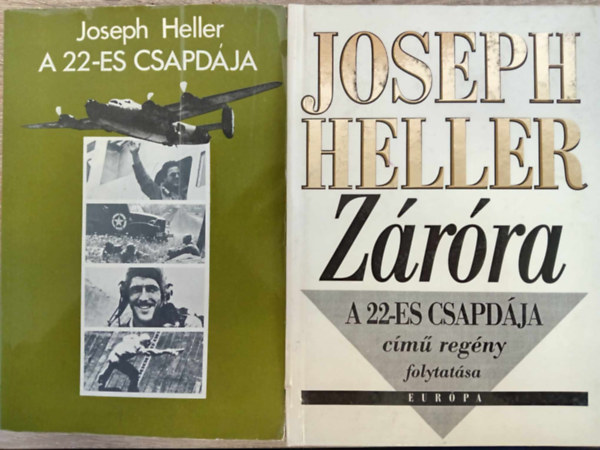 Joseph Heller
A 22-ES CSAPDÁJA
JOSEPH
HELLER
Záróra
A 22-ES CSAPDÁJA
című regény
folytatása
EURÓPA